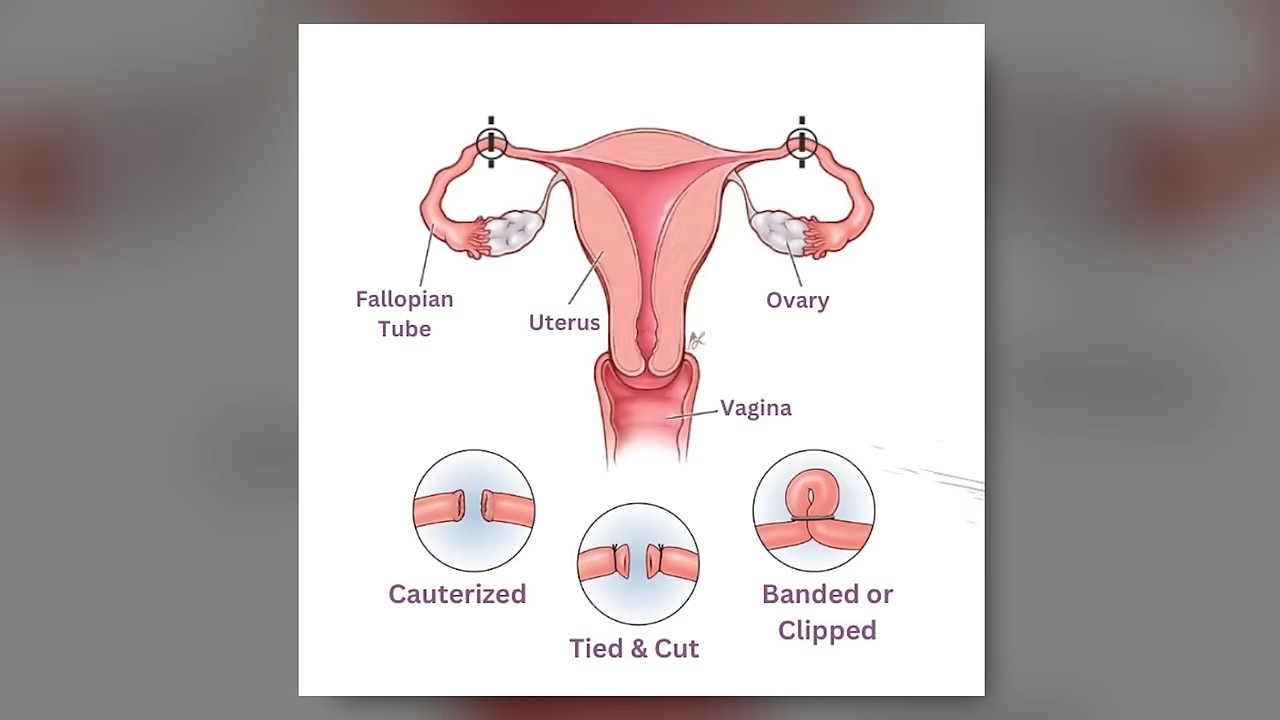 Fallopian
Tube
Uterus
Ovary
Vagina
Cauterized
Tied & Cut
Banded or
Clipped